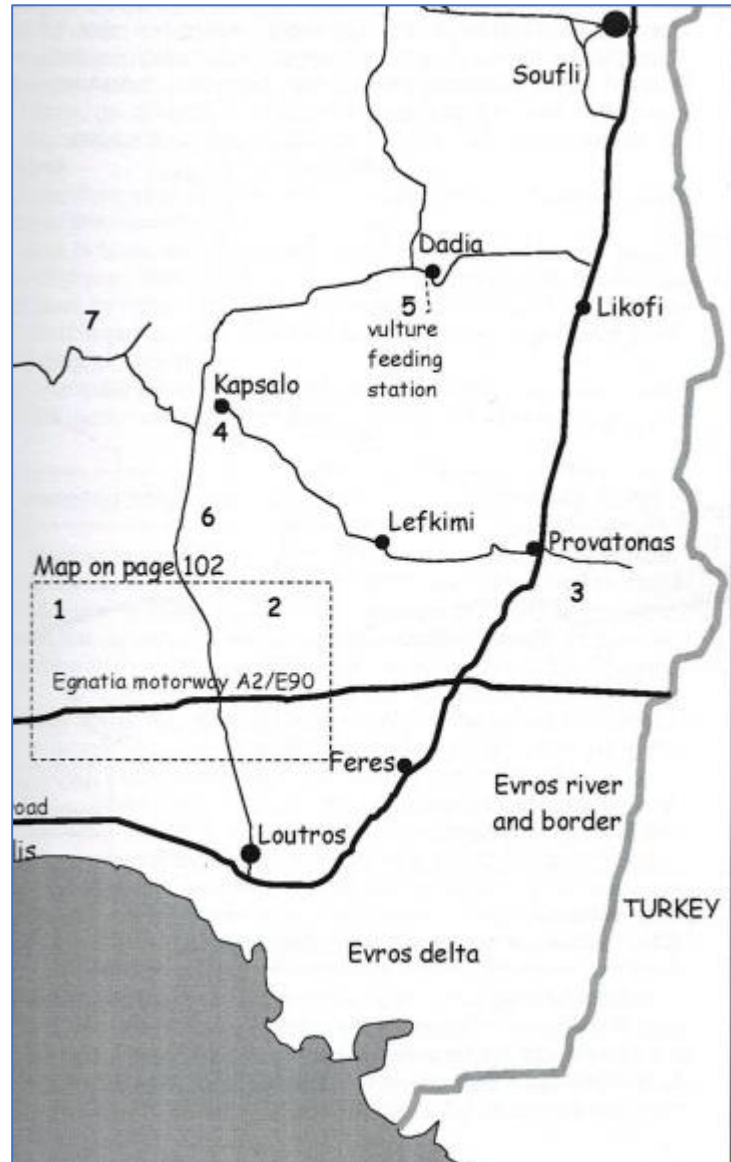 Soufli
Dadia
5
vulture
feeding
station
Likofi
7
Kapsalo
4
6
Lefkimi
Provatonas
3
Map on page 102
1
2
Egnatia motorway A2/E90
Feres
Evros river
and border
oad
lis
Loutros
TURKEY
Evros delta